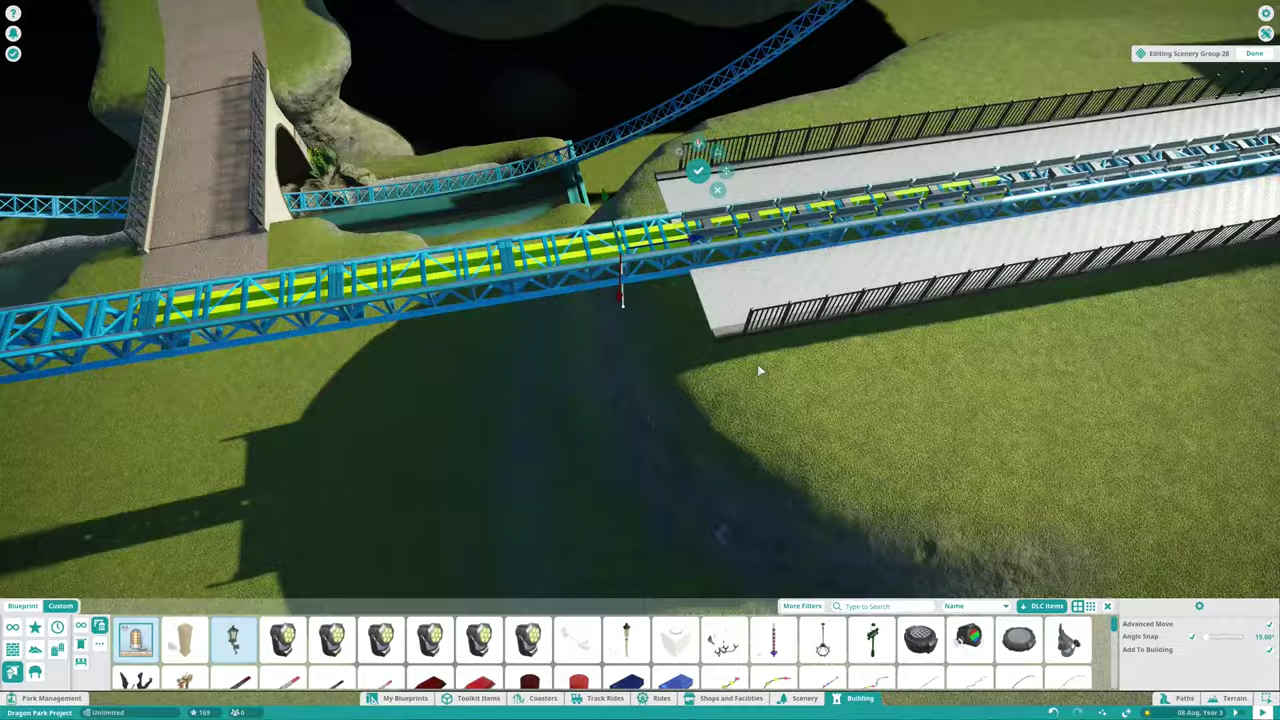 ?
Editing Scenery Group 28
Done
Blueprint
Custom
More Filters
Type to Search
Name
DLC items
Advanced Move
Angle Snap
15.00°
Add To Building
Park Management
My Blueprints
Toolkit Items
Coasters
Track Rides
Rides
Shops and Facilities
Scenery
Building
Paths
Terrain
Dragon Park Project
Unlimited
169
0
08 Aug, Year 3